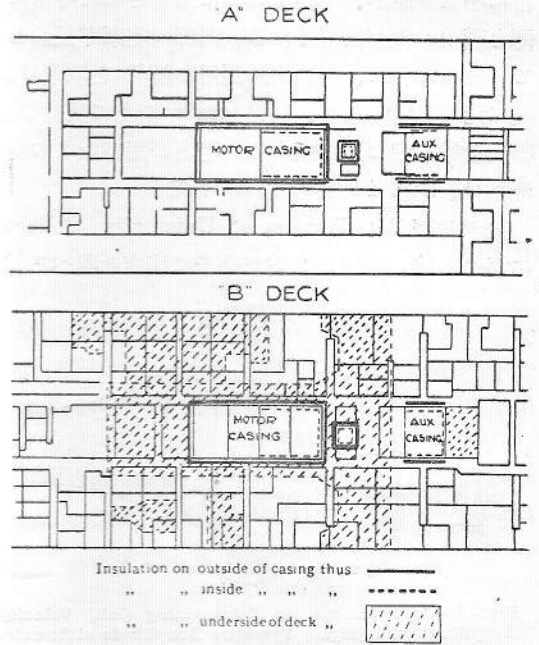 "A" DECK
MOTOR CASING
AUX
CASING
"B" DECK
MOTOR
CASING
AUX
CASING
Insulation on outside of casing thus
„ „ inside „ „ „
„ „ underside of deck „